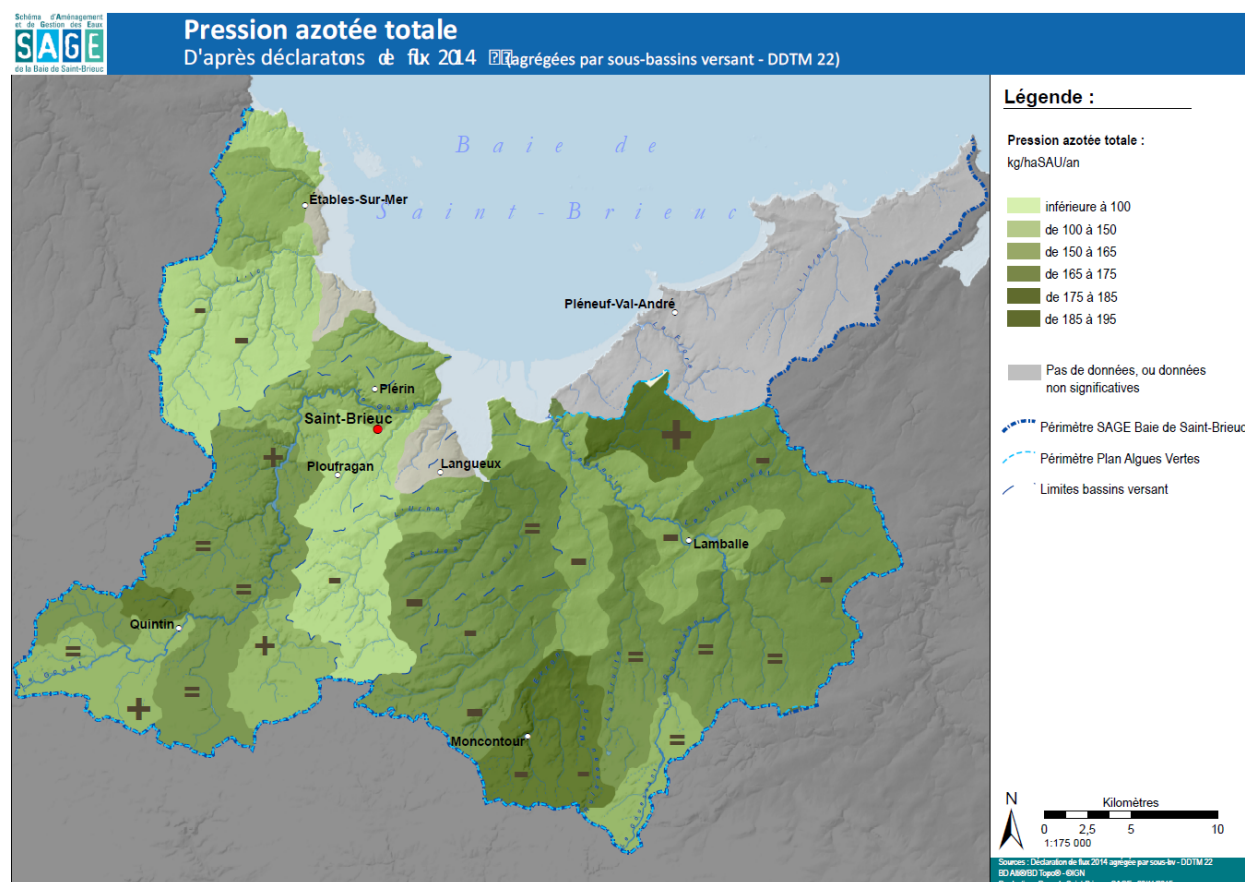 Schéma d'Aménagement
et de Gestion des Eaux
SAGE
de la Baie de Saint-Brieuc
Pression azotée totale
D'après déclaratons de flux 2014 (agrégées par sous-bassins versant - DDTM 22)
Baie de
Saint-Brieuc
Étables-Sur-Mer
Pléneuf-Val-André
Plérin
Saint-Brieuc
Ploufragan
Langueux
Lamballe
Quintin
Moncontour
+
-
=
Légende :
Pression azotée totale :
kg/haSAU/an
inférieure à 100
de 100 à 150
de 150 à 165
de 165 à 175
de 175 à 185
de 185 à 195
Pas de données, ou données
non significatives
Périmètre SAGE Baie de Saint-Brieuc
Périmètre Plan Algues Vertes
Limites bassins versant
N
Kilomètres
0 2,5 5 10
1:175 000
Sources : Déclaration de flux 2014 agrégée par sous-bv - DDTM 22
BD Alti®/BD Topo® - ©IGN